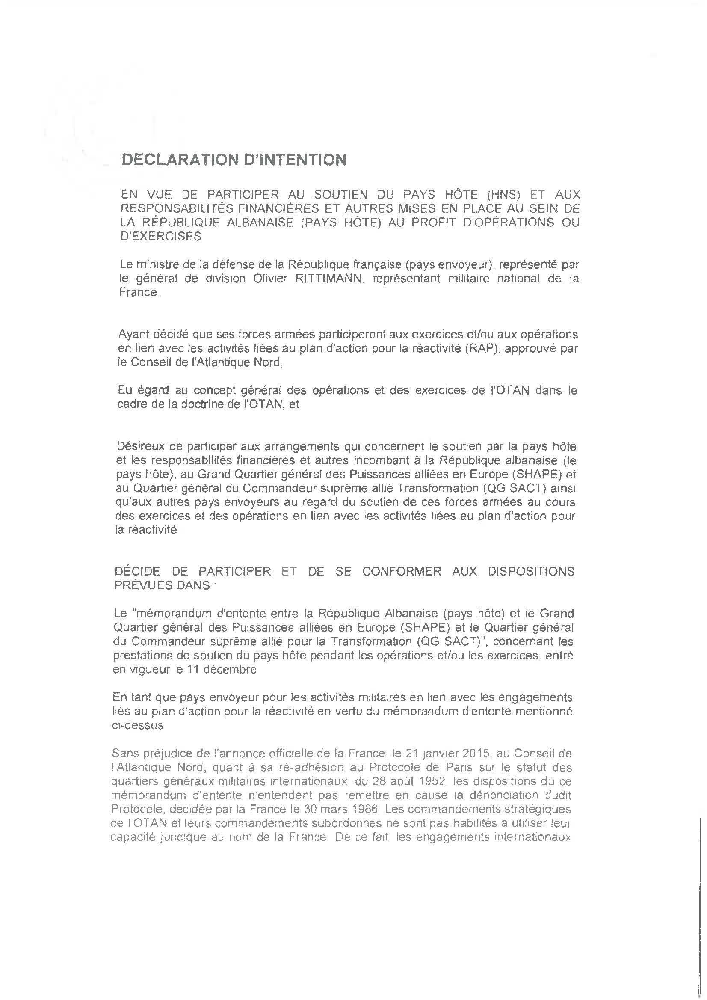 DECLARATION D'INTENTION
EN VUE DE PARTICIPER AU SOUTIEN DU PAYS HÔTE (HNS) ET AUX
RESPONSABILITÉS FINANCIÈRES ET AUTRES MISES EN PLACE AU SEIN DE
LA RÉPUBLIQUE ALBANAISE (PAYS HÔTE) AU PROFIT D'OPÉRATIONS OU
D'EXERCISES
Le ministre de la défense de la République française (pays envoyeur), représenté par
le général de division Olivier RITTIMANN, représentant militaire national de la
France,
Ayant décidé que ses forces armées participeront aux exercices et/ou aux opérations
en lien avec les activités liées au plan d'action pour la réactivité (RAP), approuvé par
le Conseil de l'Atlantique Nord,
Eu égard au concept général des opérations et des exercices de l'OTAN dans le
cadre de la doctrine de l'OTAN, et
Désireux de participer aux arrangements qui concernent le soutien par la pays hôte
et les responsabilités financières et autres incombant à la République albanaise (le
pays hôte), au Grand Quartier général des Puissances alliées en Europe (SHAPE) et
au Quartier général du Commandeur suprême allié Transformation (QG SACT) ainsi
qu'aux autres pays envoyeurs au regard du soutien de ces forces armées au cours
des exercices et des opérations en lien avec les activités liées au plan d'action pour
la réactivité
DÉCIDE DE PARTICIPER ET DE SE CONFORMER AUX DISPOSITIONS
PRÉVUES DANS
Le "mémorandum d'entente entre la République Albanaise (pays hôte) et le Grand
Quartier général des Puissances alliées en Europe (SHAPE) et le Quartier général
du Commandeur suprême allié pour la Transformation (QG SACT)", concernant les
prestations de soutien du pays hôte pendant les opérations et/ou les exercices entré
en vigueur le 11 décembre
En tant que pays envoyeur pour les activités militaires en lien avec les engagements
liés au plan d'action pour la réactivité en vertu du mémorandum d'entente mentionné
ci-dessus
Sans préjudice de l'annonce officielle de la France, le 21 janvier 2015, au Conseil de
l'Atlantique Nord, quant à sa ré-adhésion au Protocole de Paris sur le statut des
quartiers généraux militaires internationaux du 28 août 1952, les dispositions du ce
mémorandum d'entente n'entendent pas remettre en cause la dénonciation dudit
Protocole, décidée par la France le 30 mars 1966 Les commandements stratégiques
de l'OTAN et leurs commandements subordonnés ne sont pas habilités à utiliser leur
capacité juridique au nom de la France. De ce fait les engagements internationaux